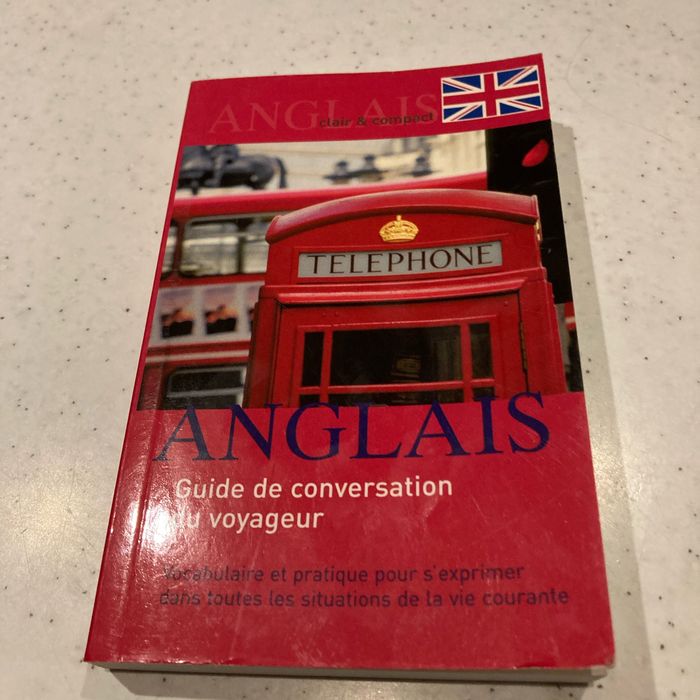 ANGLAIS
clair & compact
TELEPHONE
ANGLAIS
Guide de conversation
du voyageur
Vocabulaire et pratique pour s'exprimer
dans toutes les situations de la vie courante